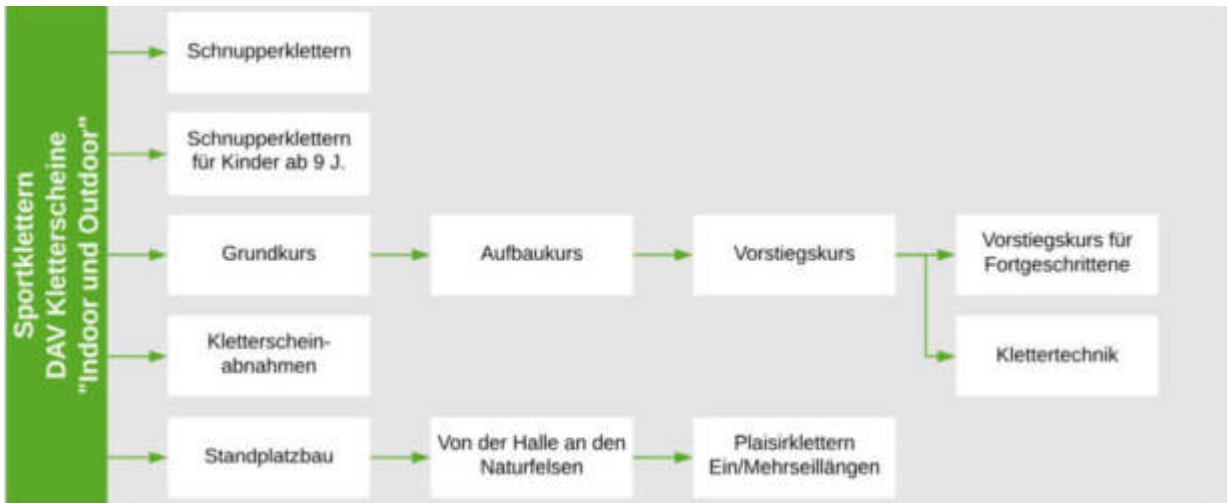 Sportklettern
DAV Kletterscheine
"Indoor und Outdoor"
Schnupperklettern
Schnupperklettern
für Kinder ab 9 J.
Grundkurs
Aufbaukurs
Vorstiegskurs
Vorstiegskurs für
Fortgeschrittene
Klettertechnik
Kletterschein-
abnahmen
Standplatzbau
Von der Halle an den
Naturfelsen
Plaisirklettern
Ein/Mehrseillängen